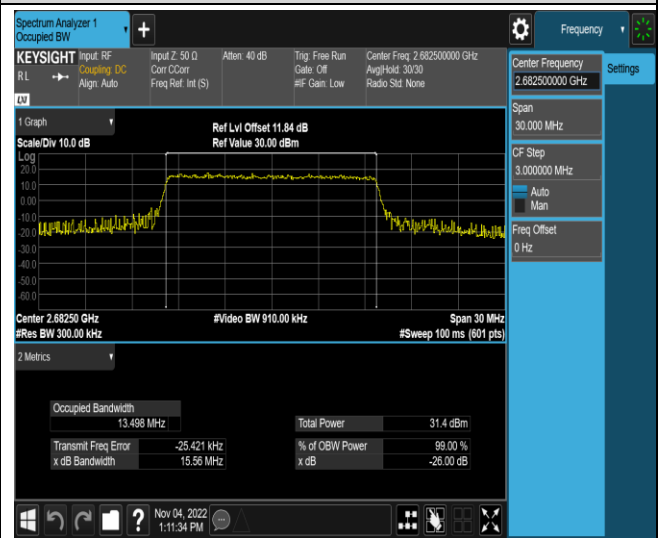 Spectrum Analyzer 1
Occupied BW
+
Frequency
KEYSIGHT Input: RF Input Z: 50 Ω Atten: 40 dB Trig: Free Run Center Freq: 2.682500000 GHz
RL Coupling: DC Corr CCorr Gate: Off Avg|Hold: 30/30
Align: Auto Freq Ref: Int (S) #IF Gain: Low Radio Std: None
LXI
Center Frequency
2.682500000 GHz
Settings
Span
30.000 MHz
CF Step
3.000000 MHz
Auto
Man
Freq Offset
0 Hz
1 Graph
Ref Lvl Offset 11.84 dB
Scale/Div 10.0 dB Ref Value 30.00 dBm
Log
20.0
10.0
0.00
-10.0
-20.0
-30.0
-40.0
-50.0
-60.0
Center 2.68250 GHz #Video BW 910.00 kHz Span 30 MHz
#Res BW 300.00 kHz #Sweep 100 ms (601 pts)
2 Metrics
Occupied Bandwidth
13.498 MHz Total Power 31.4 dBm
Transmit Freq Error -25.421 kHz % of OBW Power 99.00 %
x dB Bandwidth 15.56 MHz x dB -26.00 dB
? Nov 04, 2022
1:11:34 PM